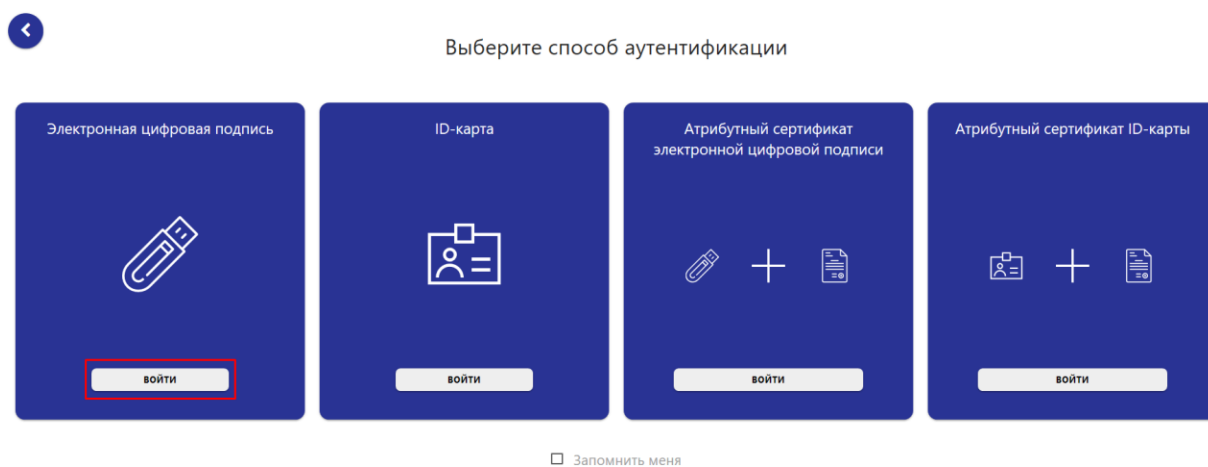 Выберите способ аутентификации
Электронная цифровая подпись
ВОЙТИ
ID-карта
ВОЙТИ
Атрибутный сертификат
электронной цифровой подписи
ВОЙТИ
Атрибутный сертификат ID-карты
ВОЙТИ
Запомнить меня